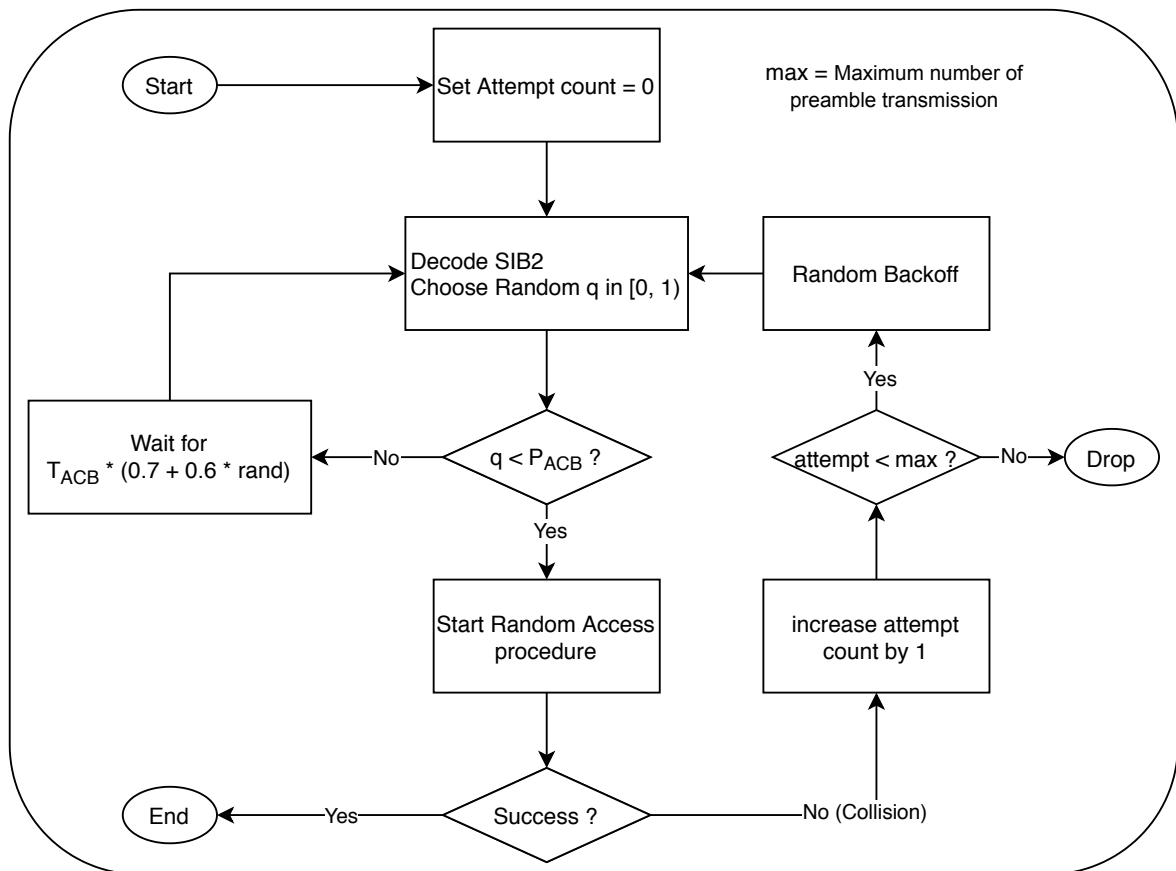 Start
Set Attempt count = 0
max = Maximum number of
preamble transmission
Decode SIB2
Choose Random q in [0, 1)
Random Backoff
Yes
Wait for
T_ACB * (0.7 + 0.6 * rand)
No
q < P_ACB ?
attempt < max ?
No
Drop
Yes
Start Random Access
procedure
increase attempt
count by 1
End
Yes
Success ?
No (Collision)